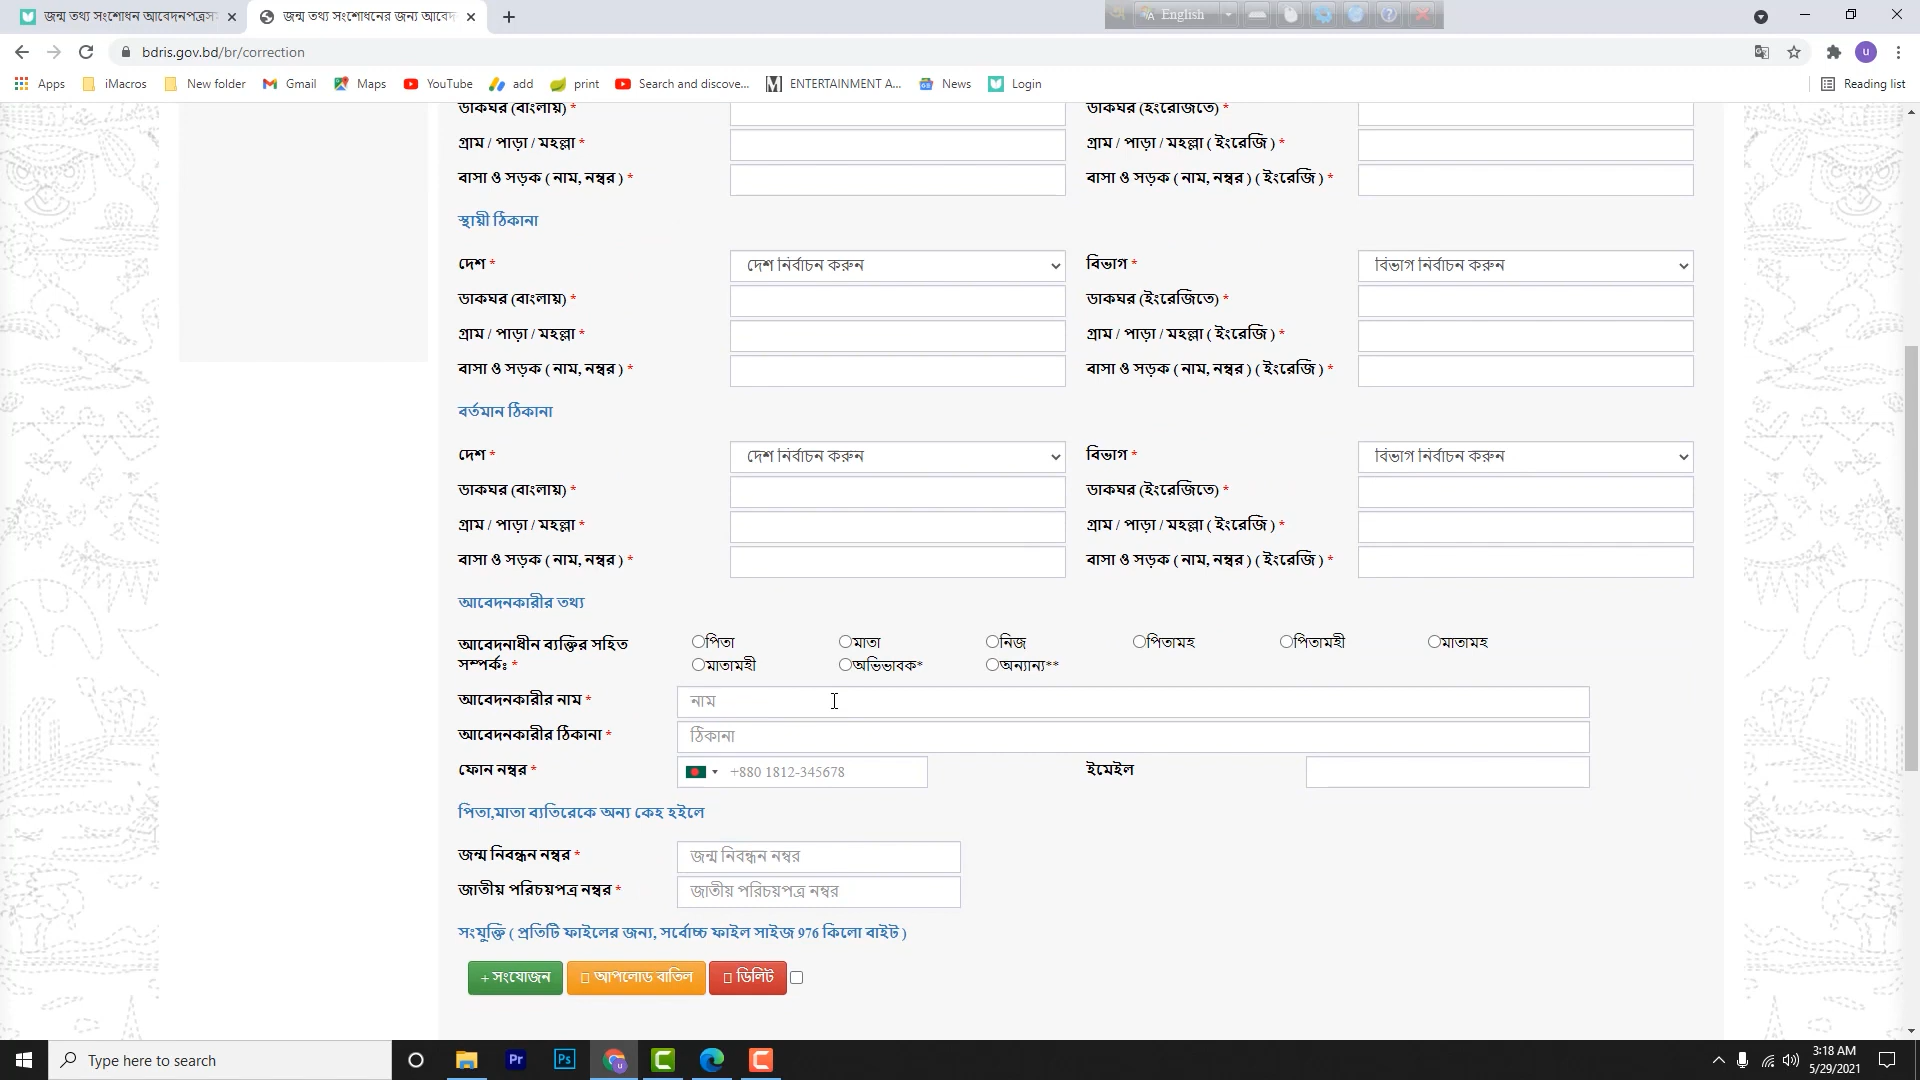 জন্ম তথ্য সংশোধন আবেদনপত্রস
জন্ম তথ্য সংশোধনের জন্য আবেদ
English
bdris.gov.bd/br/correction
u
Apps iMacros New folder Gmail Maps YouTube add print Search and discove... ENTERTAINMENT A... News Login Reading list
ডাকঘর (বাংলায়) * ডাকঘর (ইংরেজিতে) *
গ্রাম / পাড়া / মহল্লা * গ্রাম / পাড়া / মহল্লা ( ইংরেজি ) *
বাসা ও সড়ক ( নাম, নম্বর ) * বাসা ও সড়ক ( নাম, নম্বর ) ( ইংরেজি ) *
স্থায়ী ঠিকানা
দেশ * দেশ নির্বাচন করুন বিভাগ * বিভাগ নির্বাচন করুন
ডাকঘর (বাংলায়) * ডাকঘর (ইংরেজিতে) *
গ্রাম / পাড়া / মহল্লা * গ্রাম / পাড়া / মহল্লা ( ইংরেজি ) *
বাসা ও সড়ক ( নাম, নম্বর ) * বাসা ও সড়ক ( নাম, নম্বর ) ( ইংরেজি ) *
বর্তমান ঠিকানা
দেশ * দেশ নির্বাচন করুন বিভাগ * বিভাগ নির্বাচন করুন
ডাকঘর (বাংলায়) * ডাকঘর (ইংরেজিতে) *
গ্রাম / পাড়া / মহল্লা * গ্রাম / পাড়া / মহল্লা ( ইংরেজি ) *
বাসা ও সড়ক ( নাম, নম্বর ) * বাসা ও সড়ক ( নাম, নম্বর ) ( ইংরেজি ) *
আবেদনকারীর তথ্য
আবেদনাধীন ব্যক্তির সহিত পিতা মাতা নিজ পিতামহ পিতামহী মাতামহ
সম্পর্কঃ * মাতামহী অভিভাবক* অন্যান্য**
আবেদনকারীর নাম * নাম
আবেদনকারীর ঠিকানা * ঠিকানা
ফোন নম্বর * +880 1812-345678 ইমেইল
পিতা,মাতা ব্যতিরেকে অন্য কেহ হইলে
জন্ম নিবন্ধন নম্বর * জন্ম নিবন্ধন নম্বর
জাতীয় পরিচয়পত্র নম্বর * জাতীয় পরিচয়পত্র নম্বর
সংযুক্তি ( প্রতিটি ফাইলের জন্য, সর্বোচ্চ ফাইল সাইজ 976 কিলো বাইট )
+ সংযোজন আপলোড বাতিল ডিলিট
Type here to search Pr Ps 3:18 AM
5/29/2021